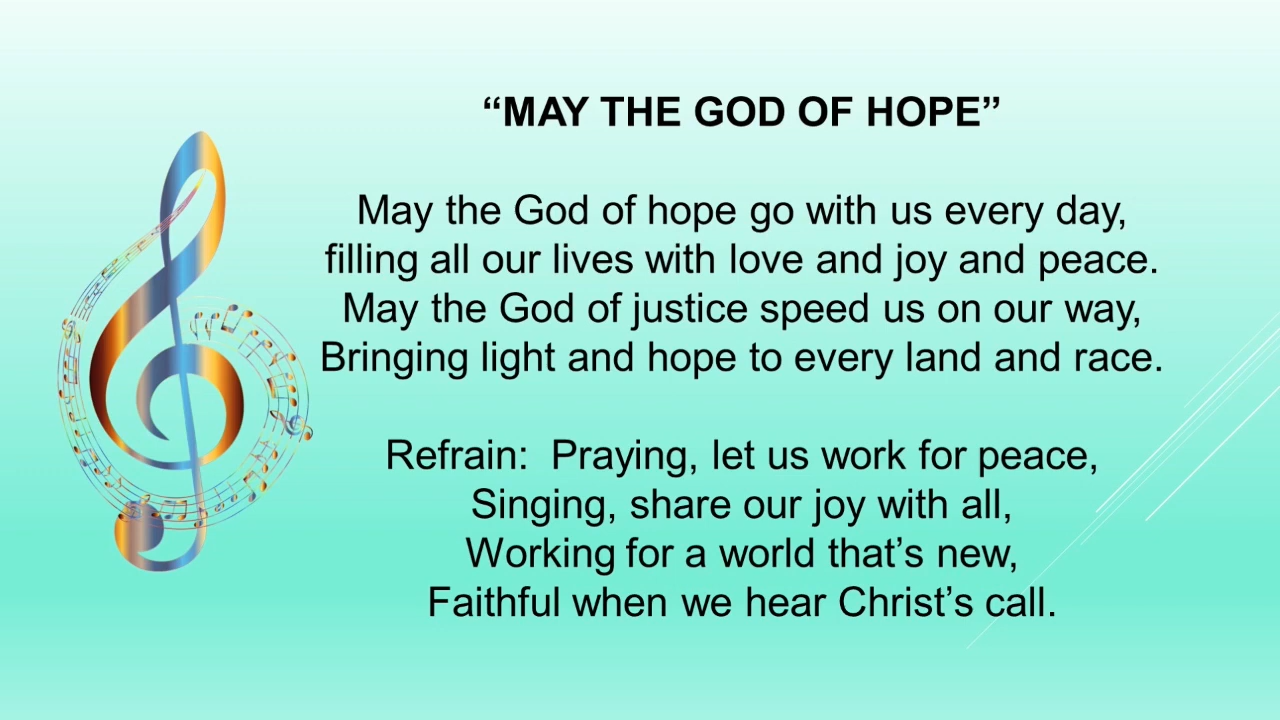 “MAY THE GOD OF HOPE”
May the God of hope go with us every day,
filling all our lives with love and joy and peace.
May the God of justice speed us on our way,
Bringing light and hope to every land and race.
Refrain:  Praying, let us work for peace,
Singing, share our joy with all,
Working for a world that’s new,
Faithful when we hear Christ’s call.